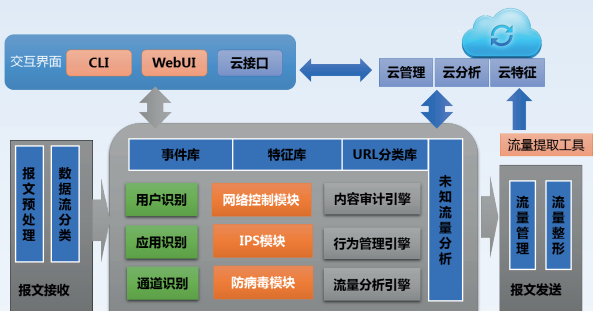 交互界面 CLI WebUI 云接口
云管理 云分析 云特征
流量提取工具
事件库 特征库 URL分类库
报文预处理
数据流分类
报文接收
用户识别 网络控制模块 内容审计引擎
应用识别 IPS模块 行为管理引擎
通道识别 防病毒模块 流量分析引擎
未知流量分析
流量管理
流量整形
报文发送